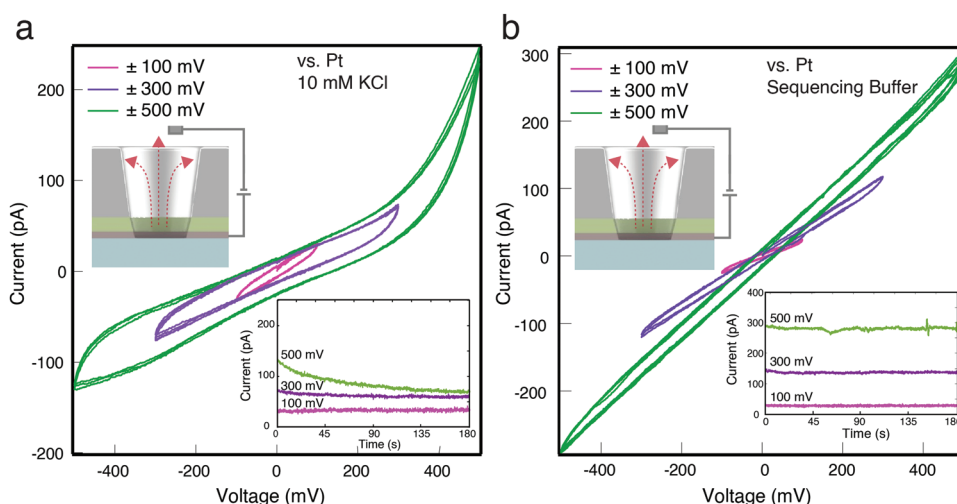 a
± 100 mV
± 300 mV
± 500 mV
vs. Pt
10 mM KCl
200
100
0
-100
-200
Current (pA)
-400
-200
0
200
400
Voltage (mV)
200
100
0
Current (pA)
500 mV
300 mV
100 mV
45
90
135
180
Time (s)
b
± 100 mV
± 300 mV
± 500 mV
vs. Pt
Sequencing Buffer
300
200
100
0
-100
-200
Current (pA)
-400
-200
0
200
400
Voltage (mV)
400
300
200
100
0
Current (pA)
500 mV
300 mV
100 mV
0
45
90
135
180
Time (s)